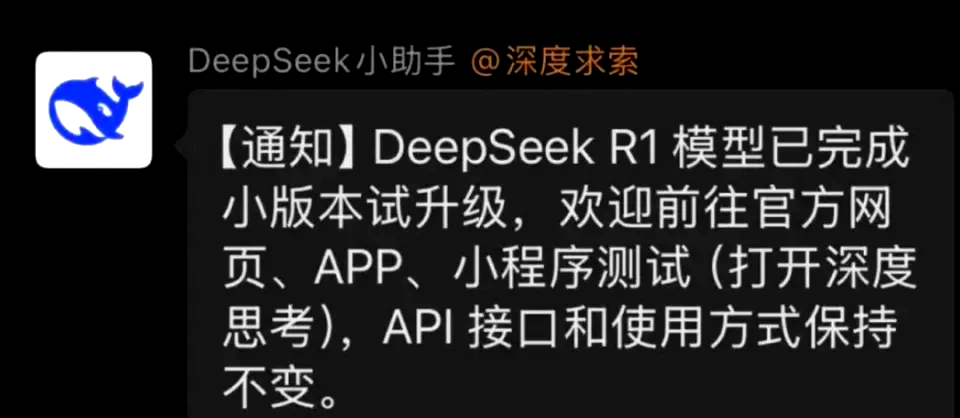 DeepSeek小助手 @深度求索
【通知】DeepSeek R1 模型已完成
小版本试升级，欢迎前往官方网
页、APP、小程序测试（打开深度
思考），API 接口和使用方式保持
不变。